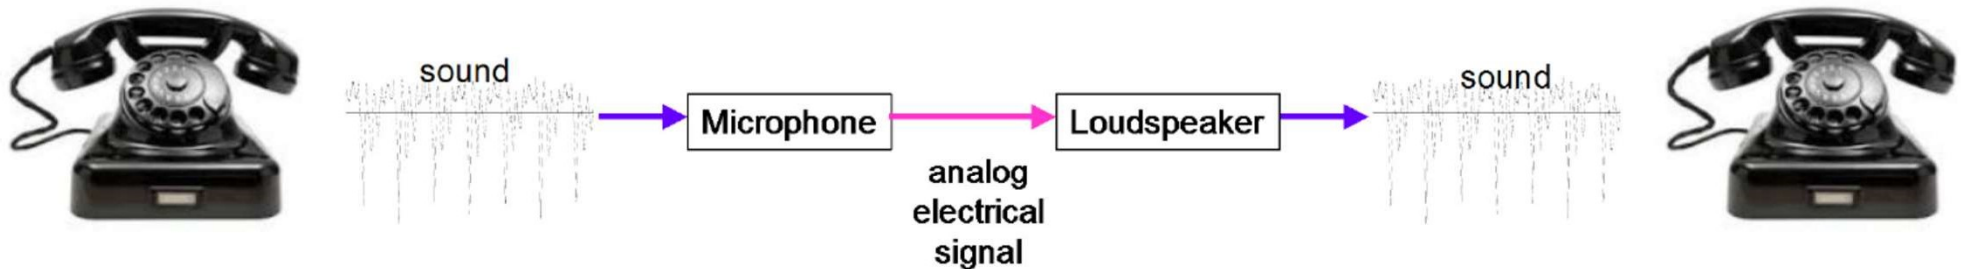 sound
Microphone
analog
electrical
signal
Loudspeaker
sound